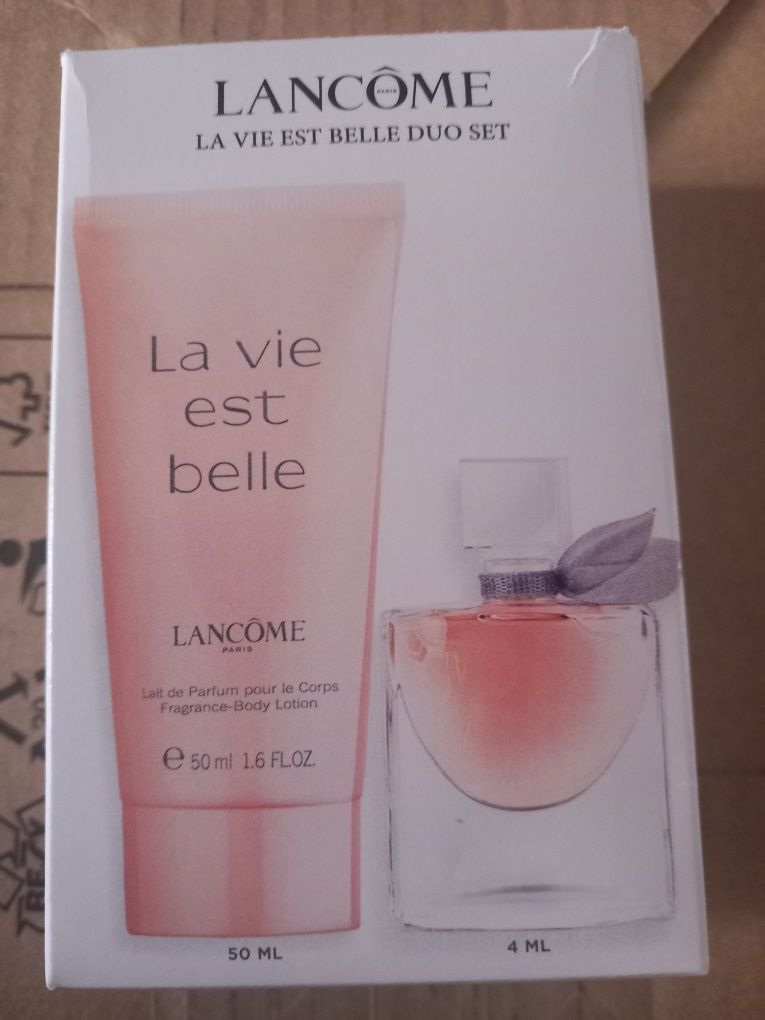 LANCÔME
PARIS
LA VIE EST BELLE DUO SET
La vie
est
belle
LANCÔME
PARIS
Lait de Parfum pour le Corps
Fragrance-Body Lotion
e 50 ml 1.6 FL.OZ.
50 ML
4 ML